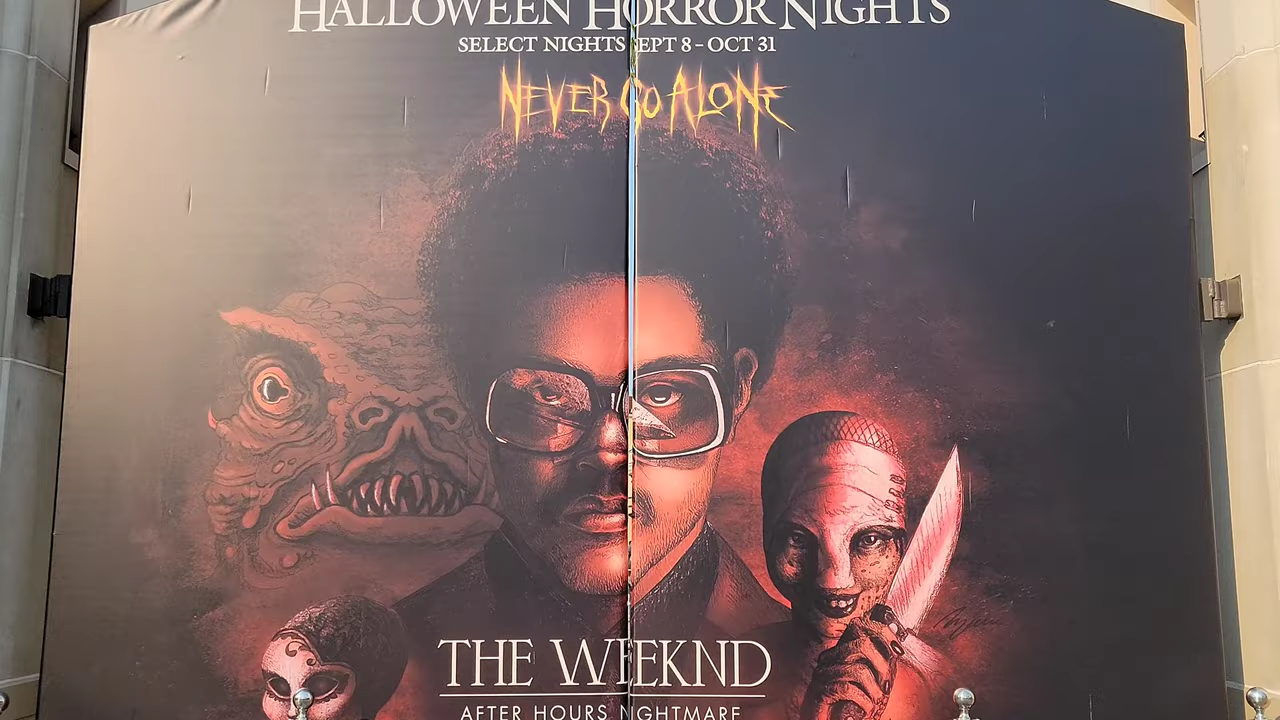 HALLOWEEN HORROR NIGHTS
SELECT NIGHTS SEPT 8 – OCT 31
NEVER GO ALONE
THE WEEKND
AFTER HOURS NIGHTMARE